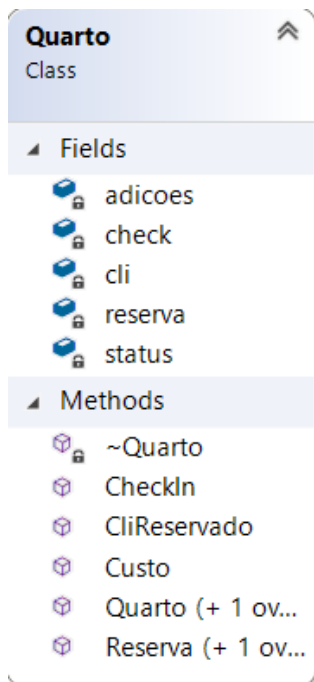 Quarto
Class
Fields
adicoes
check
cli
reserva
status
Methods
~Quarto
CheckIn
CliReservado
Custo
Quarto (+ 1 ov...
Reserva (+ 1 ov...